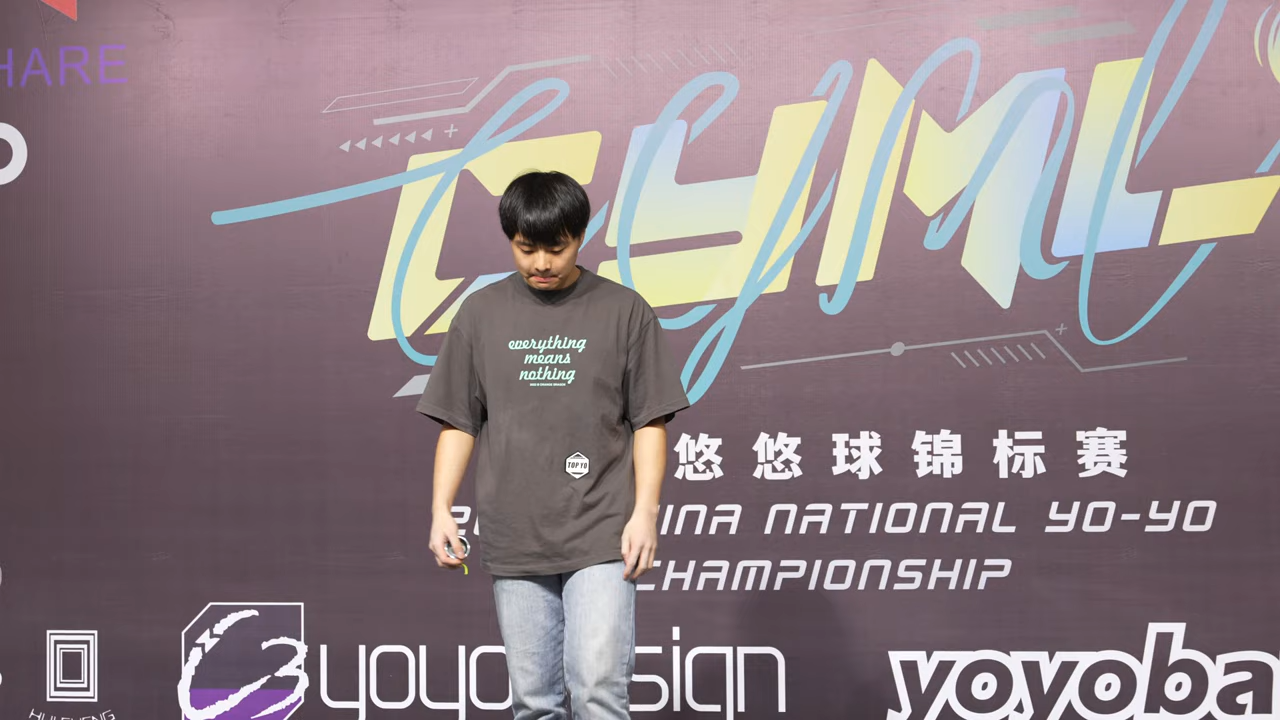 HARE
CYML
everything
means
nothing
TOP YO
悠悠球锦标赛
INA NATIONAL YO-YO
CHAMPIONSHIP
yoyo sign
yoyoba